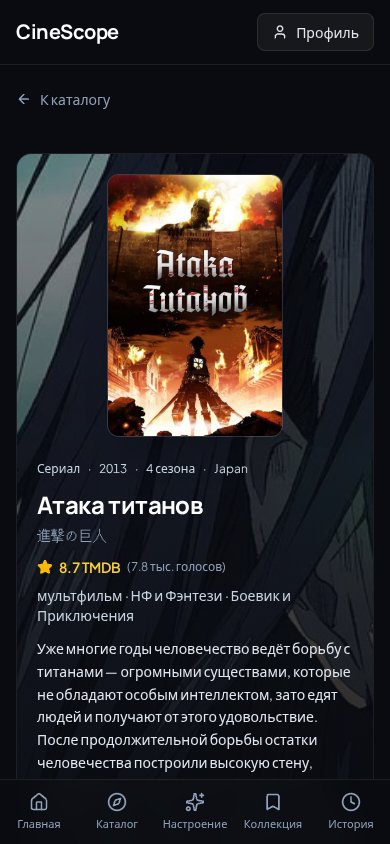 CineScope
Профиль
К каталогу
Атака
Титанов
Сериал · 2013 · 4 сезона · Japan
Атака титанов
進撃の巨人
8.7 TMDB (7.8 тыс. голосов)
мультфильм · НФ и Фэнтези · Боевик и
Приключения
Уже многие годы человечество ведёт борьбу с
титанами — огромными существами, которые
не обладают особым интеллектом, зато едят
людей и получают от этого удовольствие.
После продолжительной борьбы остатки
человечества построили высокую стену,
Главная
Каталог
Настроение
Коллекция
История